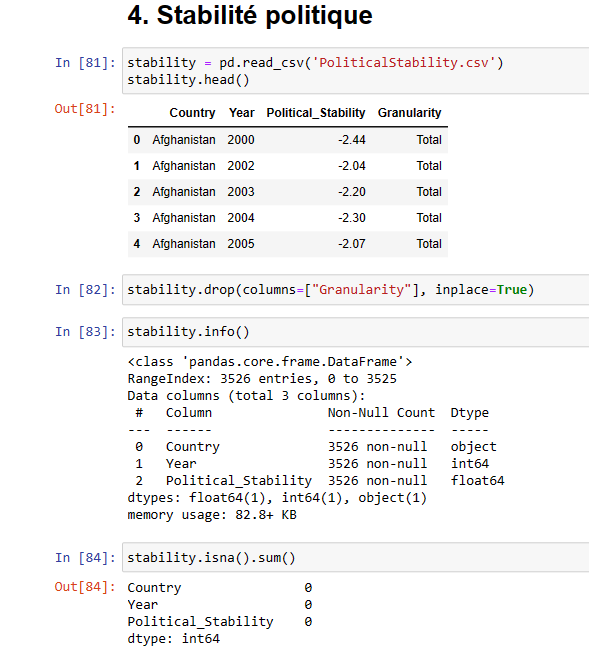 4. Stabilité politique
In [81]: stability = pd.read_csv('PoliticalStability.csv')
stability.head()
Out[81]:
Country Year Political_Stability Granularity
0 Afghanistan 2000 -2.44 Total
1 Afghanistan 2002 -2.04 Total
2 Afghanistan 2003 -2.20 Total
3 Afghanistan 2004 -2.30 Total
4 Afghanistan 2005 -2.07 Total
In [82]: stability.drop(columns=["Granularity"], inplace=True)
In [83]: stability.info()
<class 'pandas.core.frame.DataFrame'>
RangeIndex: 3526 entries, 0 to 3525
Data columns (total 3 columns):
# Column Non-Null Count Dtype
--- ------ -------------- -----
0 Country 3526 non-null object
1 Year 3526 non-null int64
2 Political_Stability 3526 non-null float64
dtypes: float64(1), int64(1), object(1)
memory usage: 82.8+ KB
In [84]: stability.isna().sum()
Out[84]: Country 0
Year 0
Political_Stability 0
dtype: int64